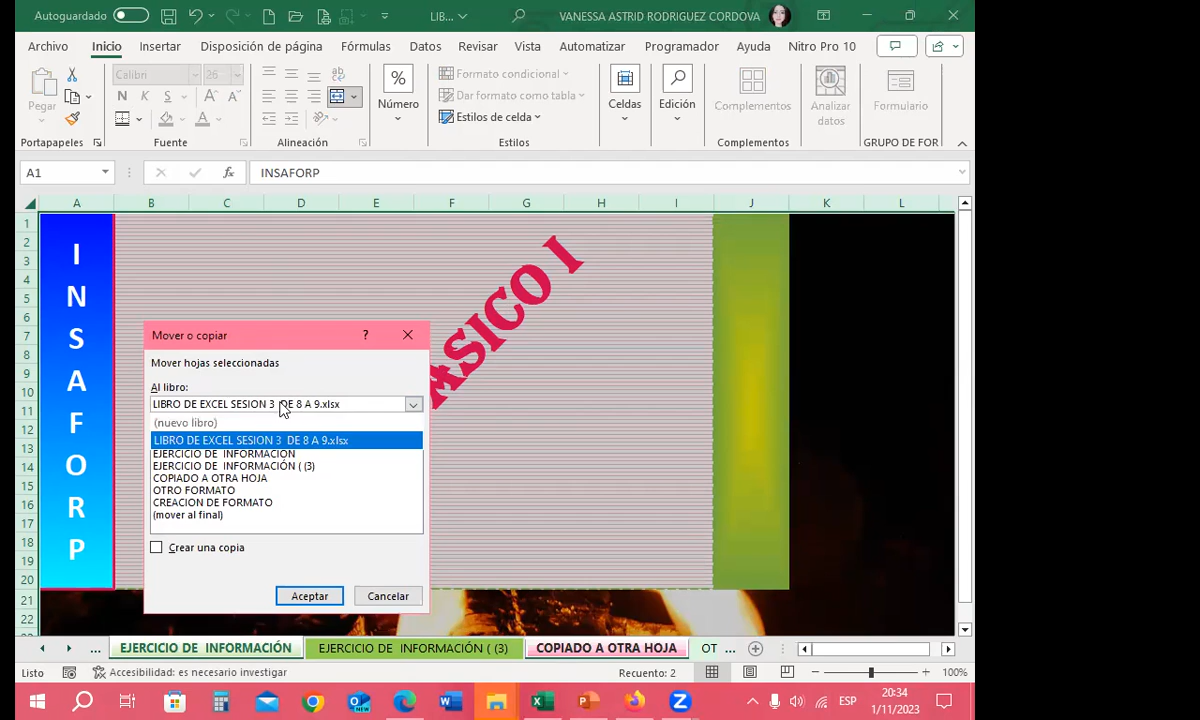 Autoguardado
LIB...
VANESSA ASTRID RODRIGUEZ CORDOVA
Archivo Inicio Insertar Disposición de página Fórmulas Datos Revisar Vista Automatizar Programador Ayuda Nitro Pro 10
Pegar
Calibri 26
N K S A A
A
ab
%
Número
Formato condicional
Dar formato como tabla
Estilos de celda
Celdas
Edición
Complementos
Analizar datos
Formulario
Portapapeles Fuente Alineación Estilos Complementos GRUPO DE FOR
A1 fx INSAFORP
A B C D E F G H I J K L
1
2
3
4
5
6
7
8
9
10
11
12
13
14
15
16
17
18
19
20
21
22
I
N
S
A
F
O
R
P
ASICO I
Mover o copiar ?
Mover hojas seleccionadas
Al libro:
LIBRO DE EXCEL SESION 3 DE 8 A 9.xlsx
(nuevo libro)
LIBRO DE EXCEL SESION 3 DE 8 A 9.xlsx
EJERCICIO DE INFORMACIÓN
EJERCICIO DE INFORMACIÓN ( (3)
COPIADO A OTRA HOJA
OTRO FORMATO
CREACION DE FORMATO
(mover al final)
Crear una copia
Aceptar Cancelar
... EJERCICIO DE INFORMACIÓN EJERCICIO DE INFORMACIÓN ( (3) COPIADO A OTRA HOJA OT ...
Listo Accesibilidad: es necesario investigar Recuento: 2 100%
ESP
20:34
1/11/2023